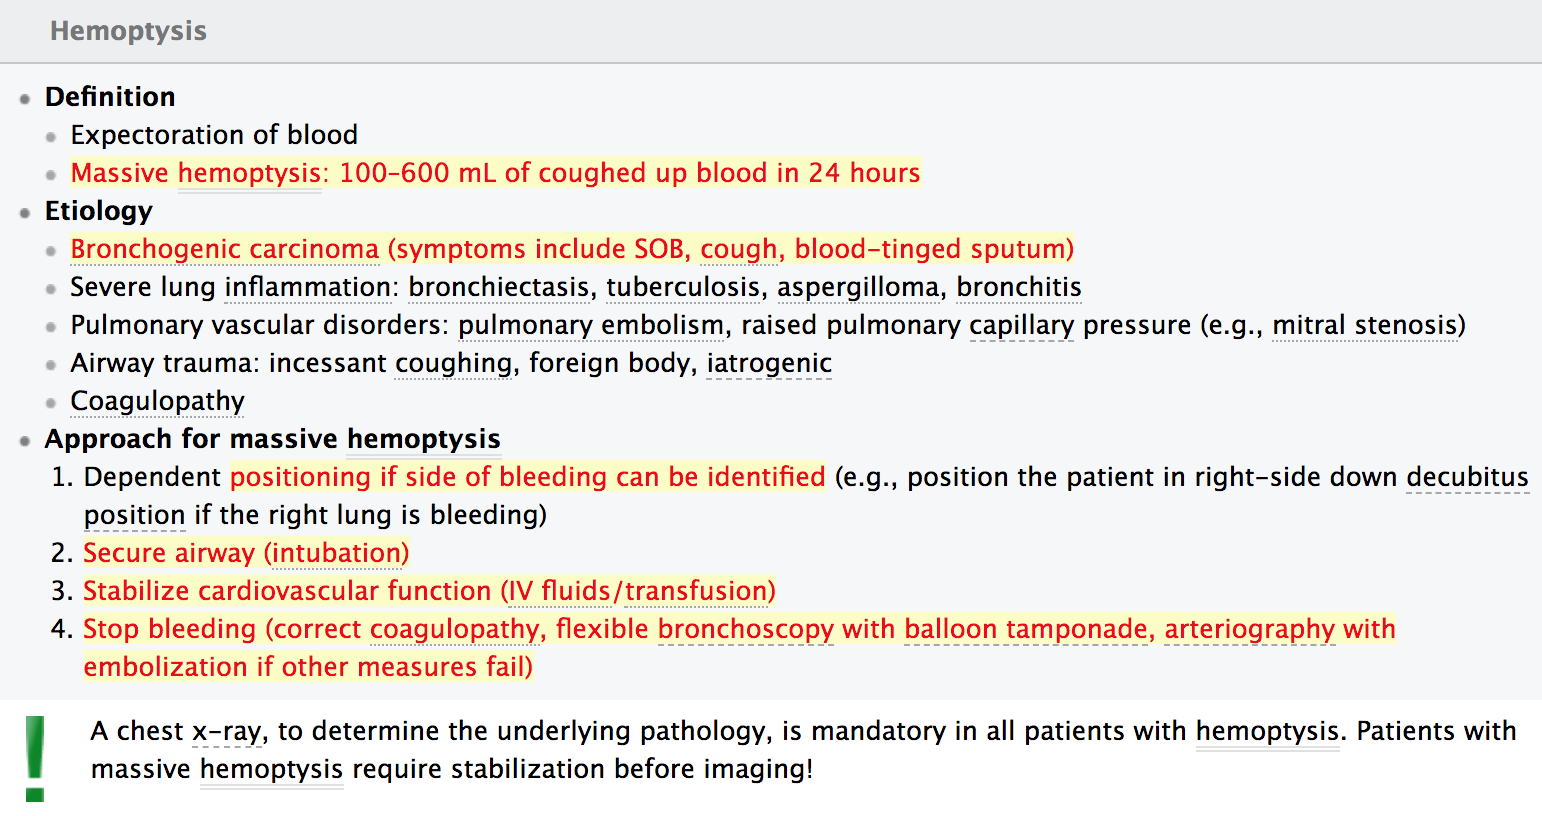 Hemoptysis
Definition
Expectoration of blood
Massive hemoptysis: 100–600 mL of coughed up blood in 24 hours
Etiology
Bronchogenic carcinoma (symptoms include SOB, cough, blood-tinged sputum)
Severe lung inflammation: bronchiectasis, tuberculosis, aspergilloma, bronchitis
Pulmonary vascular disorders: pulmonary embolism, raised pulmonary capillary pressure (e.g., mitral stenosis)
Airway trauma: incessant coughing, foreign body, iatrogenic
Coagulopathy
Approach for massive hemoptysis
1. Dependent positioning if side of bleeding can be identified (e.g., position the patient in right-side down decubitus
position if the right lung is bleeding)
2. Secure airway (intubation)
3. Stabilize cardiovascular function (IV fluids/transfusion)
4. Stop bleeding (correct coagulopathy, flexible bronchoscopy with balloon tamponade, arteriography with
embolization if other measures fail)
! A chest x-ray, to determine the underlying pathology, is mandatory in all patients with hemoptysis. Patients with
massive hemoptysis require stabilization before imaging!